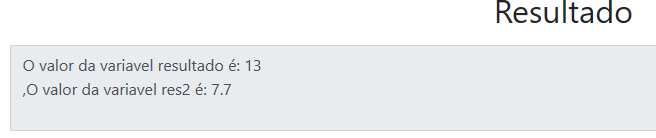 Resultado
O valor da variavel resultado é: 13
,O valor da variavel res2 é: 7.7